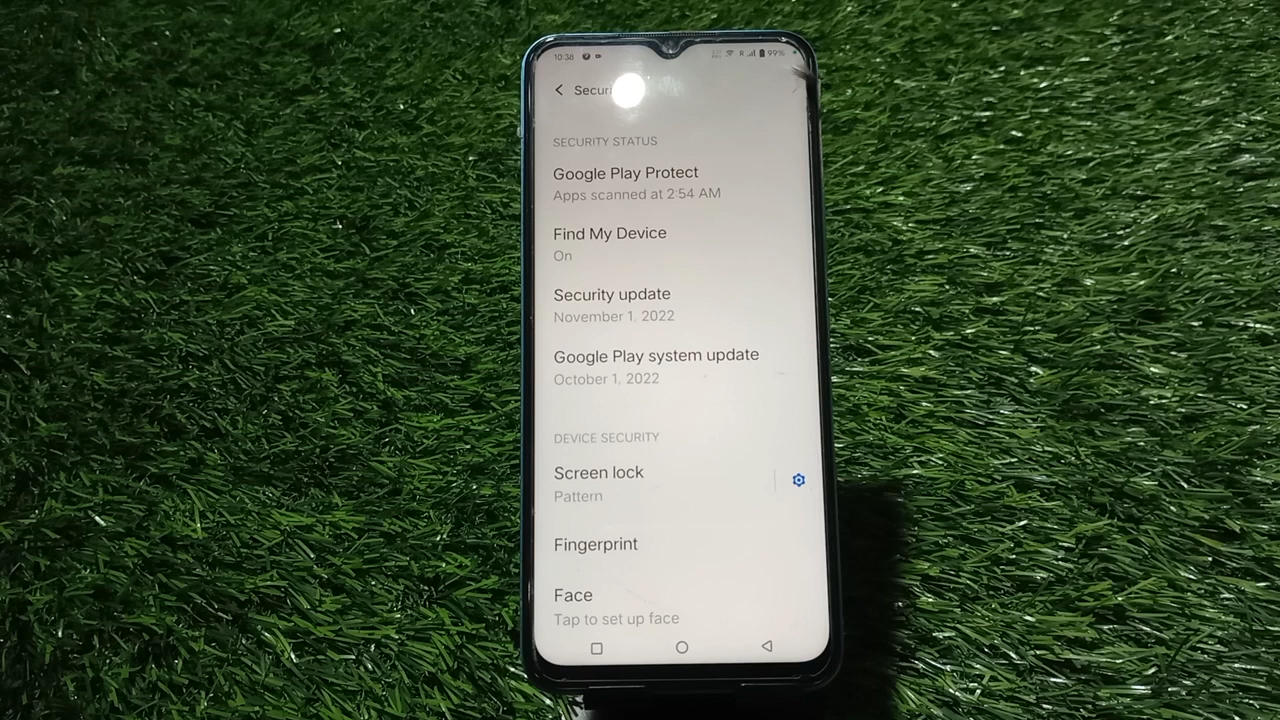 10:38 R 99%
Securi
SECURITY STATUS
Google Play Protect
Apps scanned at 2:54 AM
Find My Device
On
Security update
November 1, 2022
Google Play system update
October 1, 2022
DEVICE SECURITY
Screen lock
Pattern
Fingerprint
Face
Tap to set up face